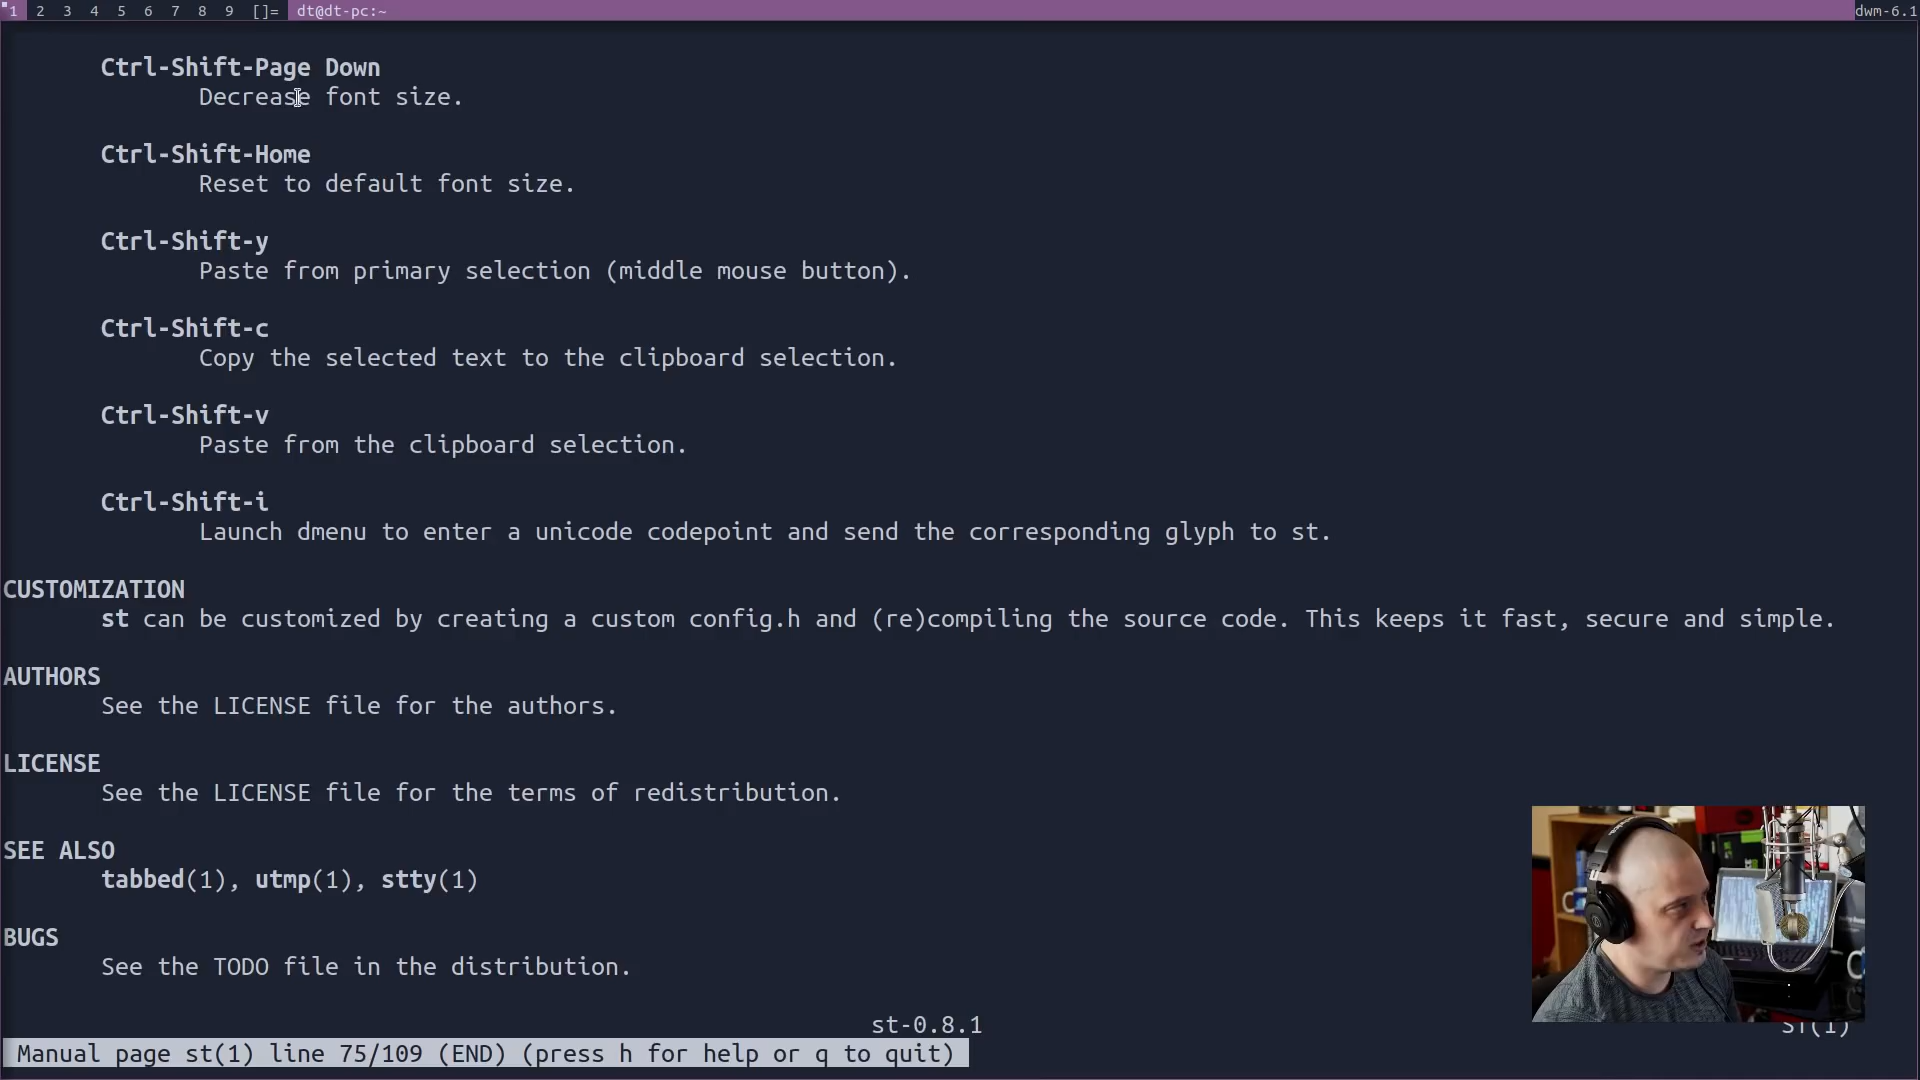 1 2 3 4 5 6 7 8 9 []= dt@dt-pc:~ dwm-6.1
Ctrl-Shift-Page Down
Decrease font size.
Ctrl-Shift-Home
Reset to default font size.
Ctrl-Shift-y
Paste from primary selection (middle mouse button).
Ctrl-Shift-c
Copy the selected text to the clipboard selection.
Ctrl-Shift-v
Paste from the clipboard selection.
Ctrl-Shift-i
Launch dmenu to enter a unicode codepoint and send the corresponding glyph to st.
CUSTOMIZATION
st can be customized by creating a custom config.h and (re)compiling the source code. This keeps it fast, secure and simple.
AUTHORS
See the LICENSE file for the authors.
LICENSE
See the LICENSE file for the terms of redistribution.
SEE ALSO
tabbed(1), utmp(1), stty(1)
BUGS
See the TODO file in the distribution.
st-0.8.1 ST(1)
Manual page st(1) line 75/109 (END) (press h for help or q to quit)